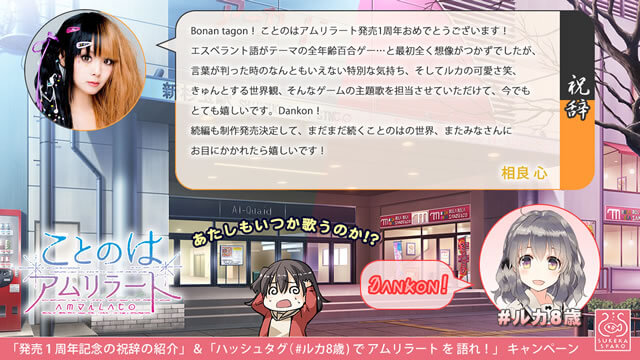 Bonan tagon！ ことのはアムリラート発売1周年おめでとうございます！
エスペラント語がテーマの全年齢百合ゲー…と最初全く想像がつかずでしたが、
言葉が判った時のなんともいえない特別な気持ち、そしてルカの可愛さ笑、
きゅんとする世界観、そんなゲームの主題歌を担当させていただけて、今でも
とても嬉しいです。Dankon！
続編も制作発売決定して、まだまだ続くことのはの世界、またみなさんに
お目にかかれたら嬉しいです！
相良 心
祝辞
Al-Quaid
あたしもいつか歌うのか!?
ことのは
アムリラート
AMRILATO
Dankon！
#ルカ8歳
SUKERA
SPARO
「発売１周年記念の祝辞の紹介」＆「ハッシュタグ（#ルカ8歳）で アムリラート を 語れ！」 キャンペーン